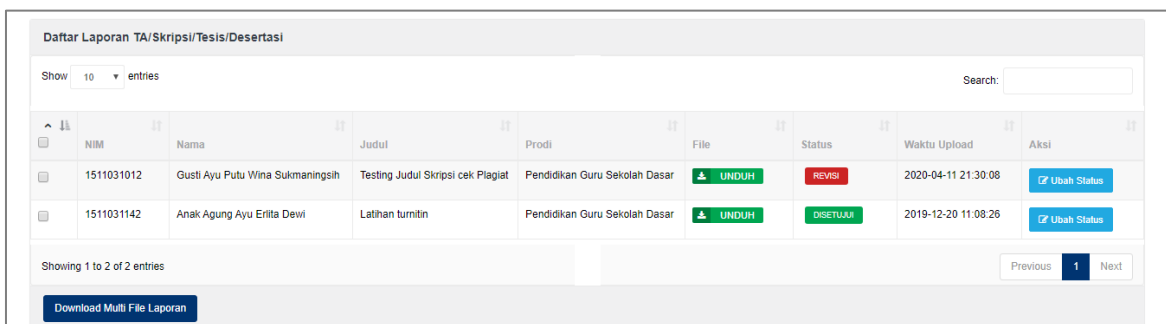 Daftar Laporan TA/Skripsi/Tesis/Desertasi
Show 10 entries Search:
NIM Nama Judul Prodi File Status Waktu Upload Aksi
1511031012 Gusti Ayu Putu Wina Sukmaningsih Testing Judul Skripsi cek Plagiat Pendidikan Guru Sekolah Dasar UNDUH REVISI 2020-04-11 21:30:08 Ubah Status
1511031142 Anak Agung Ayu Erlita Dewi Latihan turnitin Pendidikan Guru Sekolah Dasar UNDUH DISETUJUI 2019-12-20 11:08:26 Ubah Status
Showing 1 to 2 of 2 entries Previous 1 Next
Download Multi File Laporan